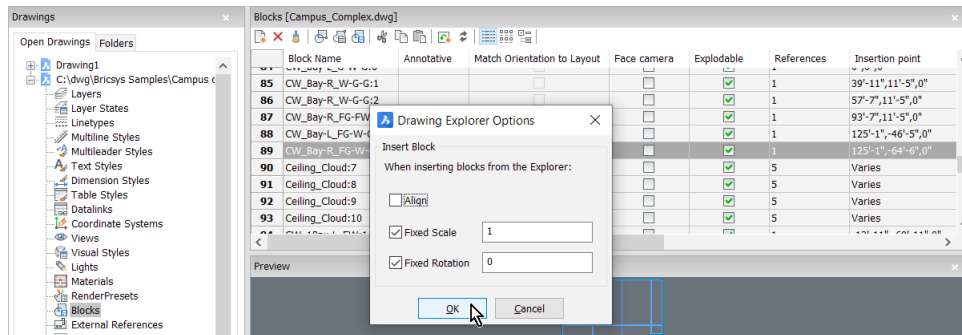 Drawings
Open Drawings Folders
Drawing1
C:\dwg\Bricsys Samples\Campus c
Layers
Layer States
Linetypes
Multiline Styles
Multileader Styles
Text Styles
Dimension Styles
Table Styles
Datalinks
Coordinate Systems
Views
Visual Styles
Lights
Materials
RenderPresets
Blocks
External References
Blocks [Campus_Complex.dwg]
Block Name Annotative Match Orientation to Layout Face camera Explodable References Insertion point
85 CW_Bay-R_W-G-G:1 1 39'-11",11'-5",0"
86 CW_Bay-R_W-G-G:2 1 57'-7",11'-5",0"
87 CW_Bay-R_FG-FW 1 93'-7",11'-5",0"
88 CW_Bay-L_FG-W- 1 125'-1",-46'-5",0"
89 CW_Bay-R_FG-W- 1 125'-1",-64'-6",0"
90 Ceiling_Cloud:7 5 Varies
91 Ceiling_Cloud:8 5 Varies
92 Ceiling_Cloud:9 5 Varies
93 Ceiling_Cloud:10 5 Varies
Preview
Drawing Explorer Options
Insert Block
When inserting blocks from the Explorer:
Align
Fixed Scale 1
Fixed Rotation 0
OK Cancel